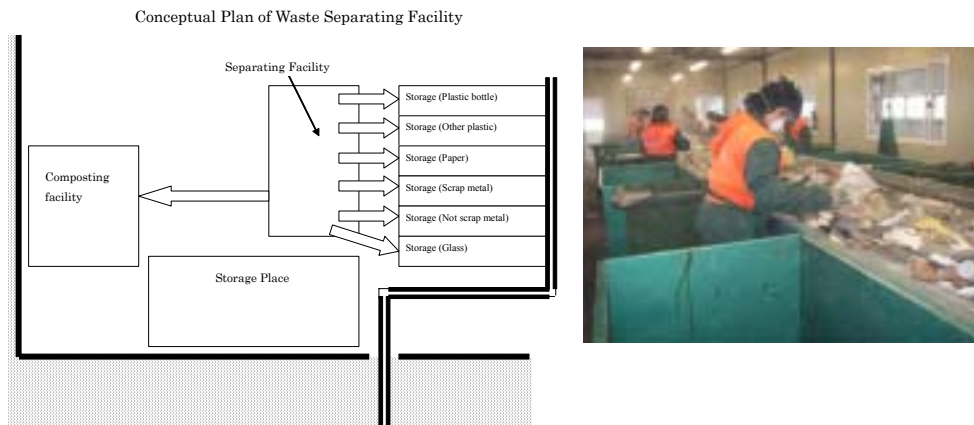 Conceptual Plan of Waste Separating Facility
Separating Facility
Storage (Plastic bottle)
Storage (Other plastic)
Storage (Paper)
Storage (Scrap metal)
Storage (Not scrap metal)
Storage (Glass)
Composting
facility
Storage Place